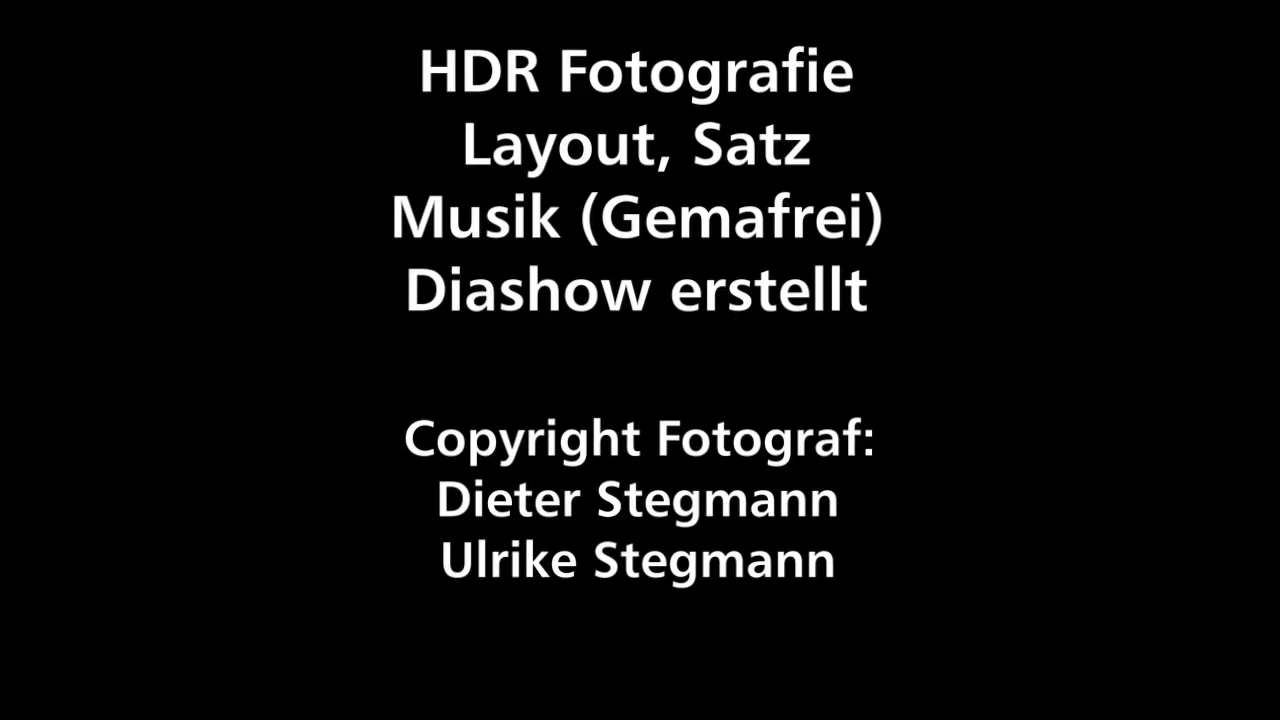 HDR Fotografie
Layout, Satz
Musik (Gemafrei)
Diashow erstellt
Copyright Fotograf:
Dieter Stegmann
Ulrike Stegmann